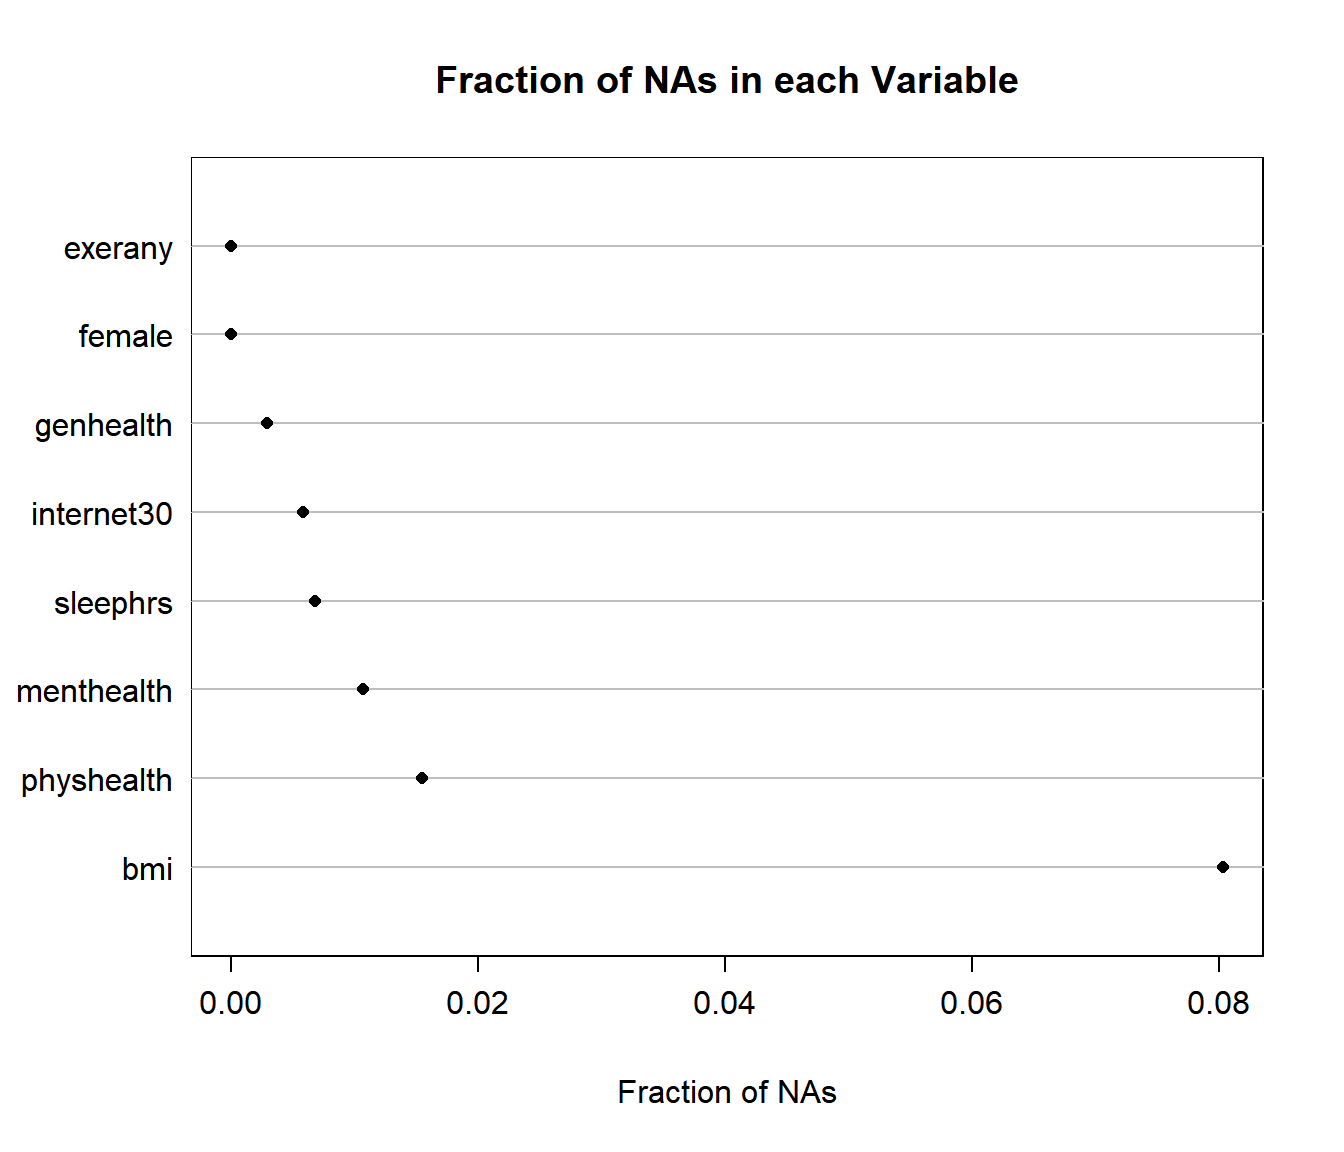 Fraction of NAs in each Variable
exerany
female
genhealth
internet30
sleephrs
menthealth
physhealth
bmi
0.00 0.02 0.04 0.06 0.08
Fraction of NAs